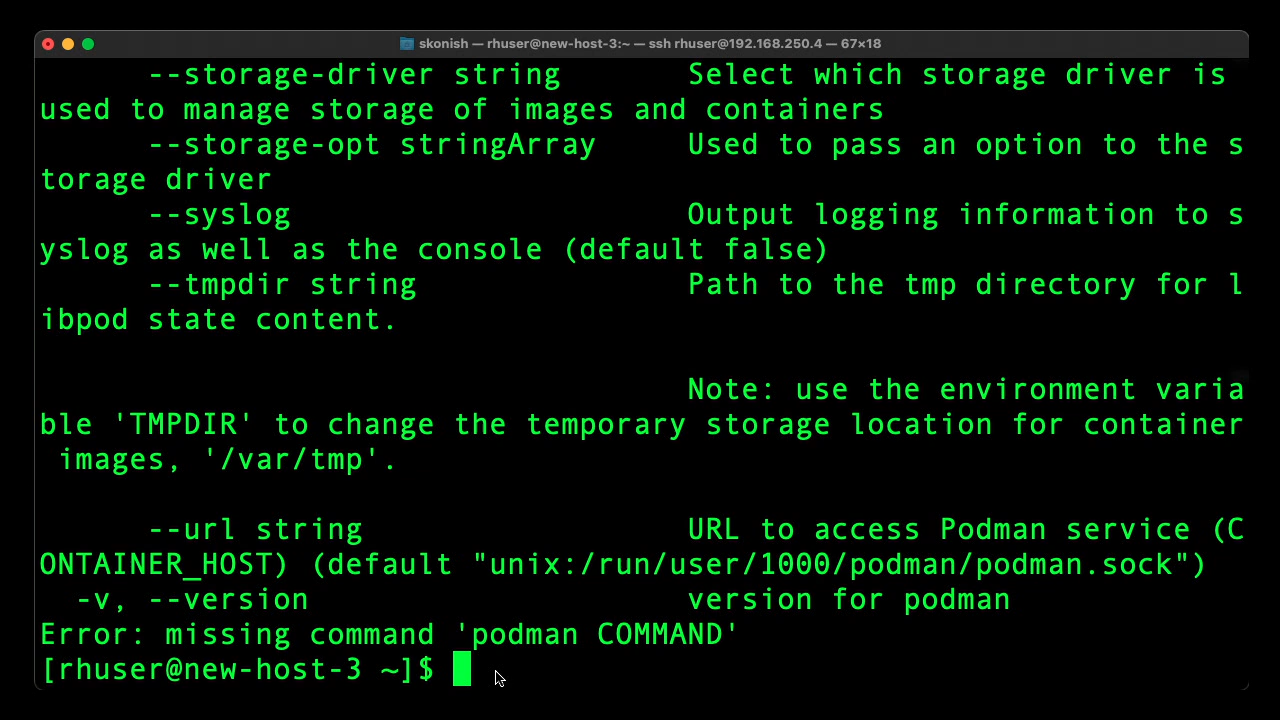 skonish — rhuser@new-host-3:~ — ssh rhuser@192.168.250.4 — 67×18
--storage-driver string Select which storage driver is
used to manage storage of images and containers
--storage-opt stringArray Used to pass an option to the s
torage driver
--syslog Output logging information to s
yslog as well as the console (default false)
--tmpdir string Path to the tmp directory for l
ibpod state content.
Note: use the environment varia
ble 'TMPDIR' to change the temporary storage location for container
images, '/var/tmp'.
--url string URL to access Podman service (C
ONTAINER_HOST) (default "unix:/run/user/1000/podman/podman.sock")
-v, --version version for podman
Error: missing command 'podman COMMAND'
[rhuser@new-host-3 ~]$